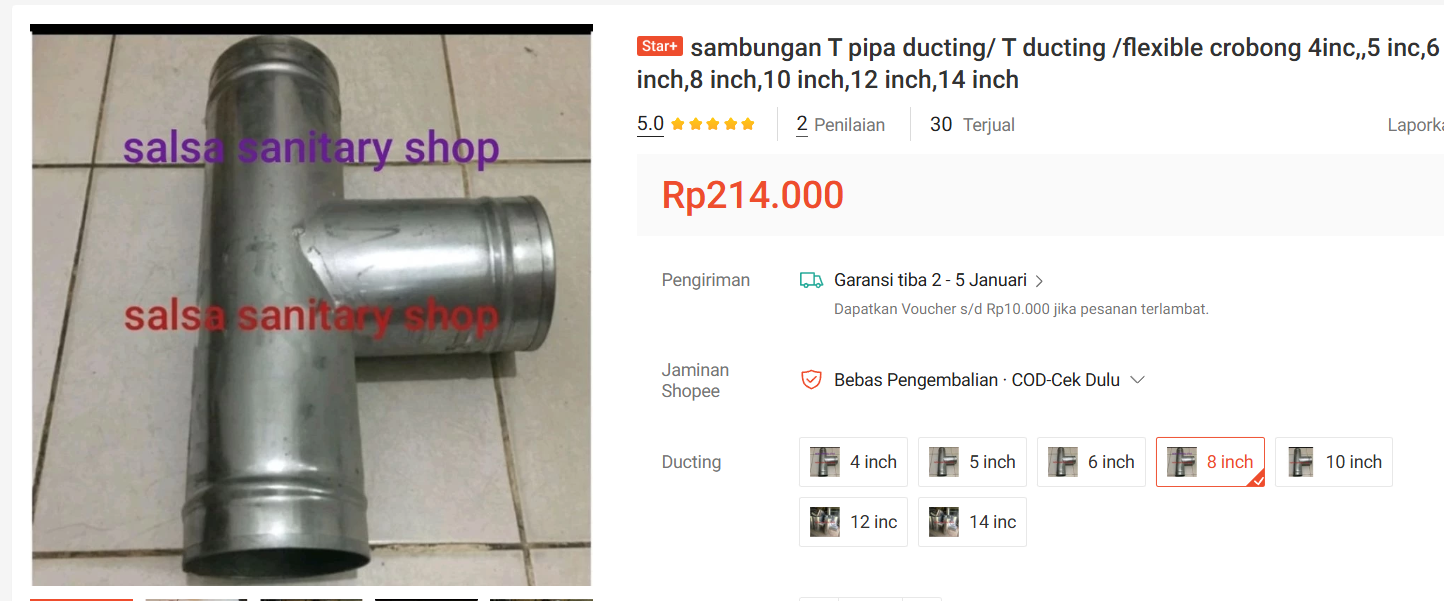 salsa sanitary shop
salsa sanitary shop
Star+ sambungan T pipa ducting/ T ducting /flexible crobong 4inc,,5 inc,6
inch,8 inch,10 inch,12 inch,14 inch
5.0 2 Penilaian 30 Terjual Laporka
Rp214.000
Pengiriman Garansi tiba 2 - 5 Januari
Dapatkan Voucher s/d Rp10.000 jika pesanan terlambat.
Jaminan
Shopee
Bebas Pengembalian · COD-Cek Dulu
Ducting 4 inch 5 inch 6 inch 8 inch 10 inch
12 inc 14 inc